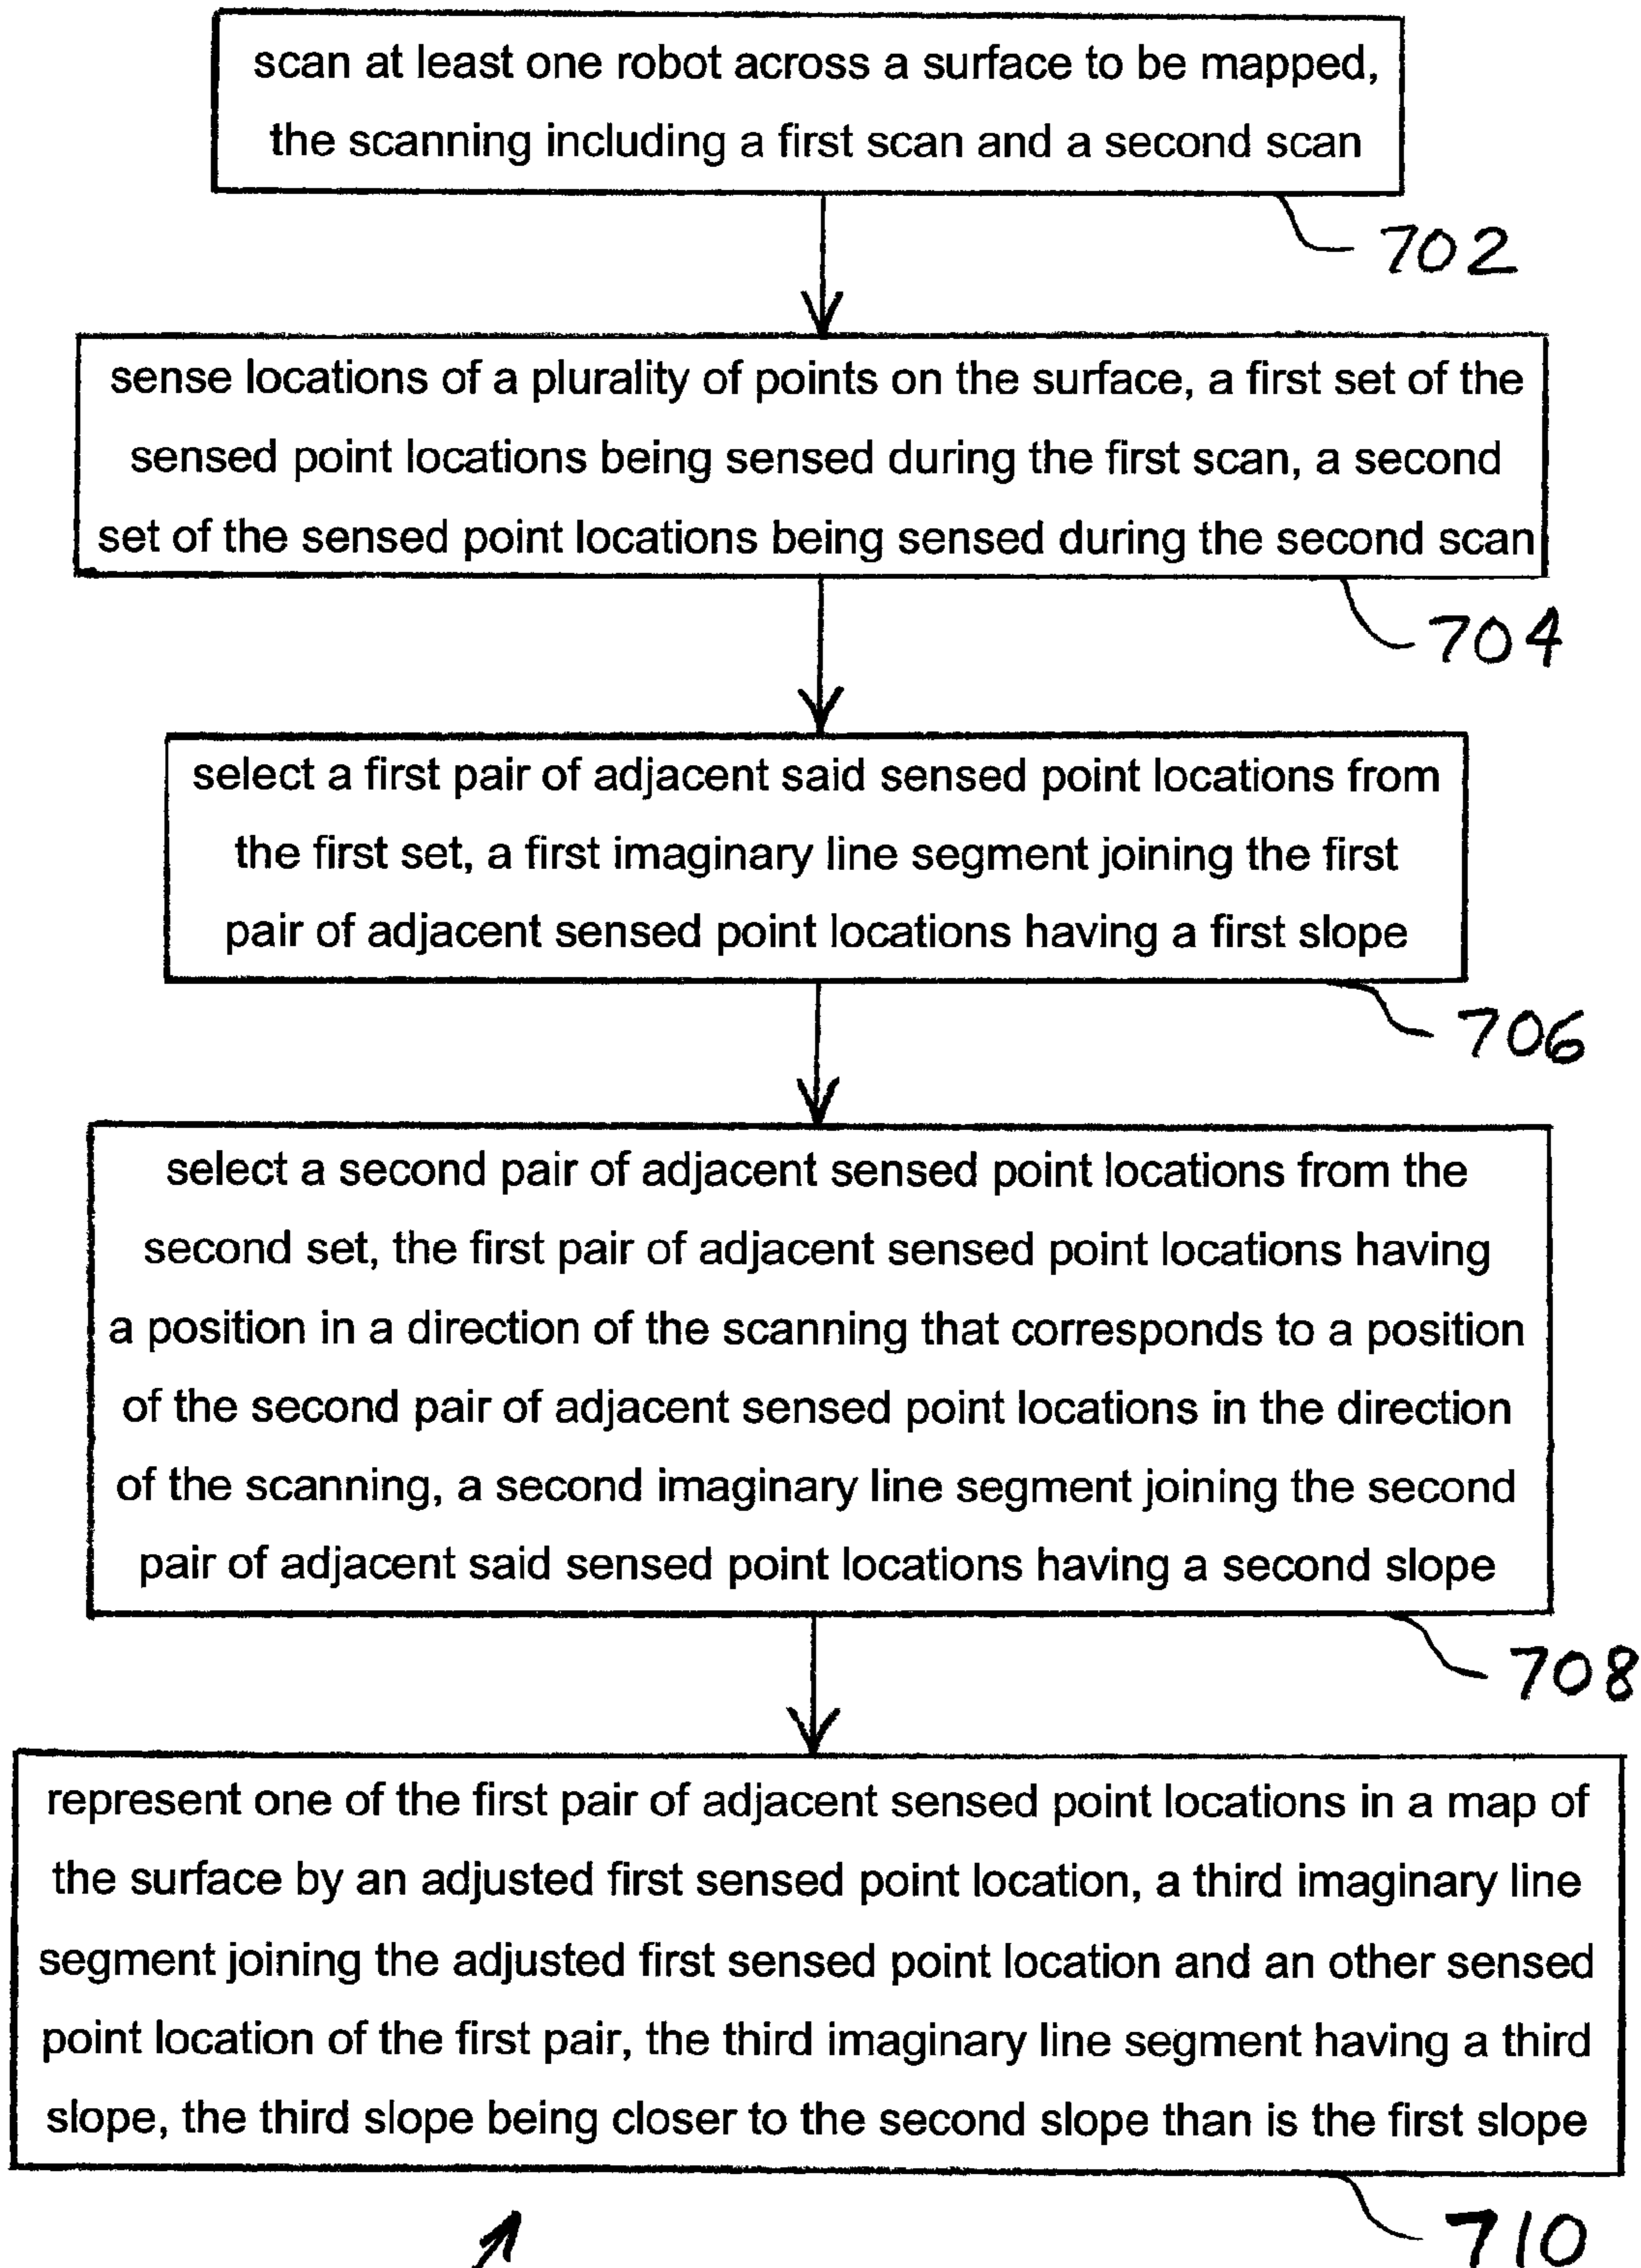 scan at least one robot across a surface to be mapped,
the scanning including a first scan and a second scan
702
sense locations of a plurality of points on the surface, a first set of the
sensed point locations being sensed during the first scan, a second
set of the sensed point locations being sensed during the second scan
704
select a first pair of adjacent said sensed point locations from
the first set, a first imaginary line segment joining the first
pair of adjacent sensed point locations having a first slope
706
select a second pair of adjacent sensed point locations from the
second set, the first pair of adjacent sensed point locations having
a position in a direction of the scanning that corresponds to a position
of the second pair of adjacent sensed point locations in the direction
of the scanning, a second imaginary line segment joining the second
pair of adjacent said sensed point locations having a second slope
708
represent one of the first pair of adjacent sensed point locations in a map of
the surface by an adjusted first sensed point location, a third imaginary line
segment joining the adjusted first sensed point location and an other sensed
point location of the first pair, the third imaginary line segment having a third
slope, the third slope being closer to the second slope than is the first slope
710